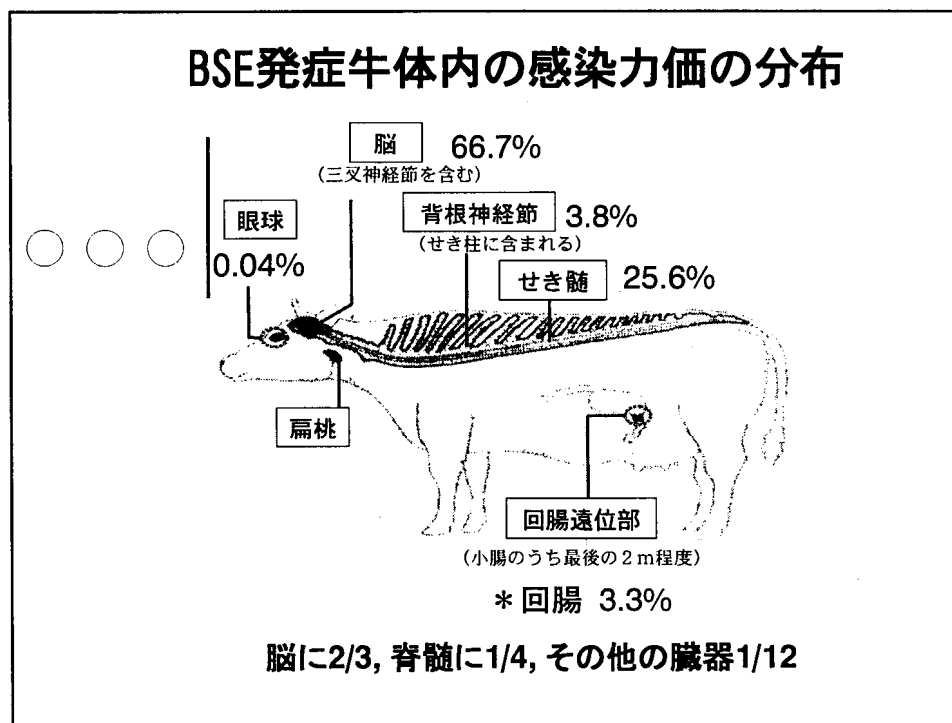 BSE発症牛体内の感染力価の分布
脳 66.7%
(三叉神経節を含む)
眼球
0.04%
背根神経節 3.8%
(せき柱に含まれる)
せき髄 25.6%
扁桃
回腸遠位部
(小腸のうち最後の2m程度)
*回腸 3.3%
脳に2/3, 脊髄に1/4, その他の臓器1/12